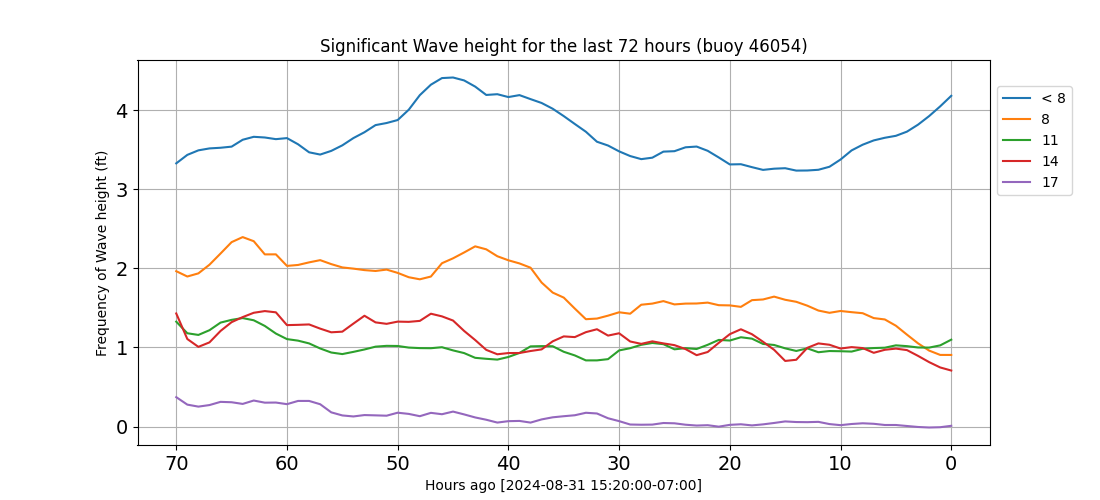 Significant Wave height for the last 72 hours (buoy 46054)
Frequency of Wave height (ft)
4
3
2
1
0
70 60 50 40 30 20 10 0
Hours ago [2024-08-31 15:20:00-07:00]
< 8
8
11
14
17